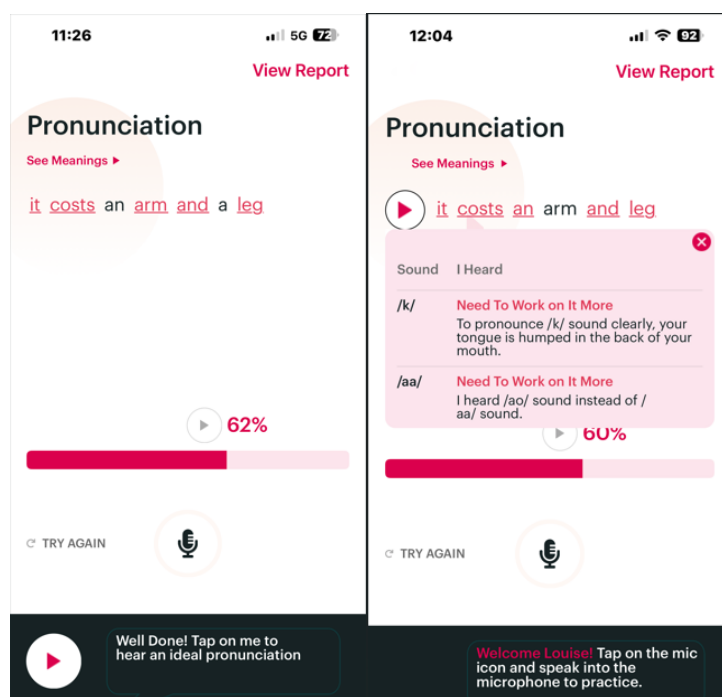 11:26
5G 72
View Report
Pronunciation
See Meanings
it costs an arm and a leg
62%
TRY AGAIN
Well Done! Tap on me to
hear an ideal pronunciation
12:04
92
View Report
Pronunciation
See Meanings
it costs an arm and leg
Sound I Heard
/k/ Need To Work on It More
To pronounce /k/ sound clearly, your
tongue is humped in the back of your
mouth.
/aa/ Need To Work on It More
I heard /ao/ sound instead of /
aa/ sound.
60%
TRY AGAIN
Welcome Louise! Tap on the mic
icon and speak into the
microphone to practice.